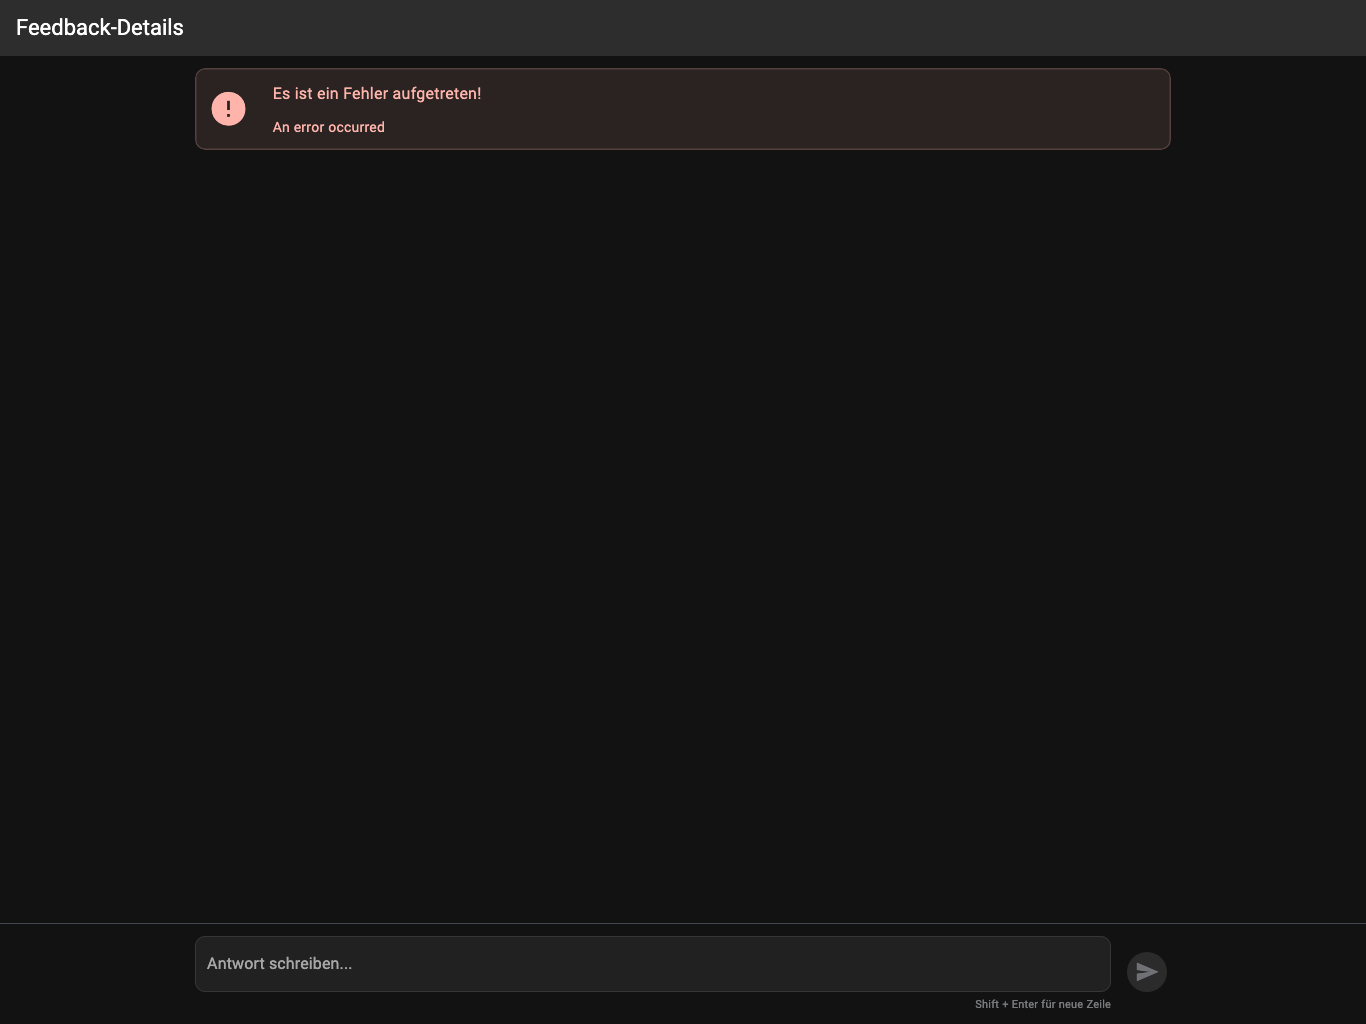 Feedback-Details
Es ist ein Fehler aufgetreten!
An error occurred
Antwort schreiben...
Shift + Enter für neue Zeile